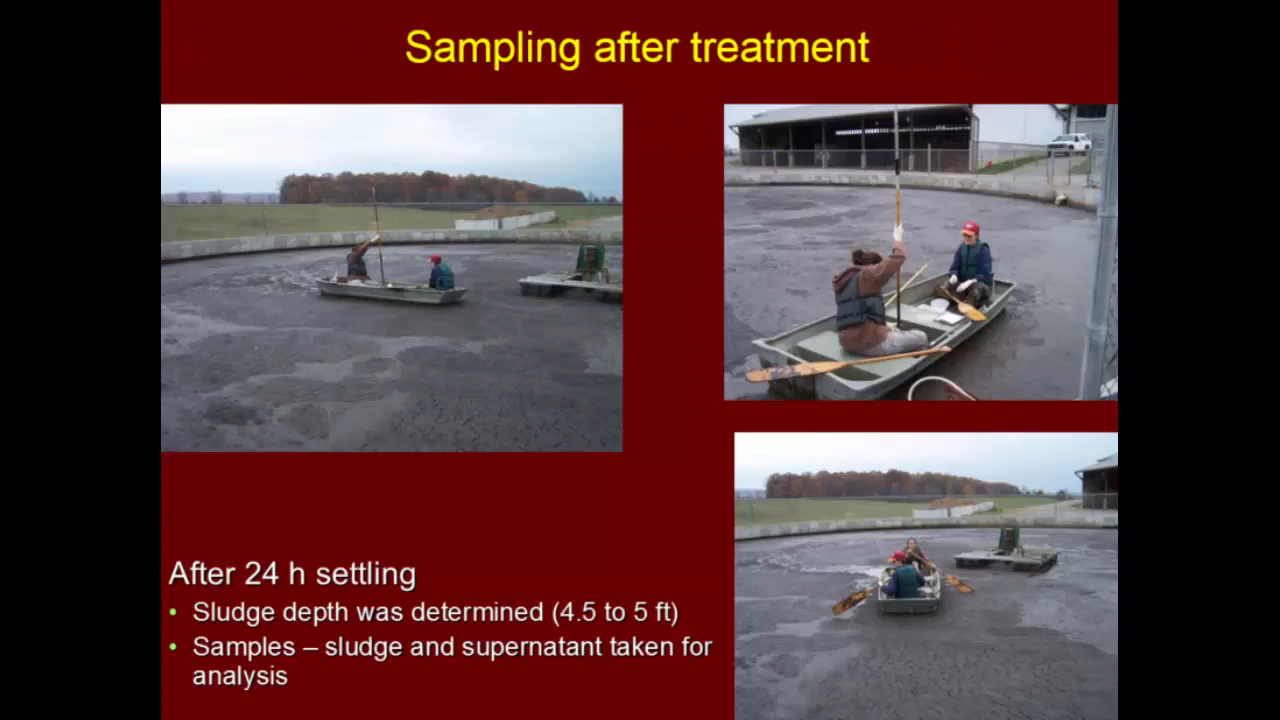 Sampling after treatment
After 24 h settling
• Sludge depth was determined (4.5 to 5 ft)
• Samples – sludge and supernatant taken for
analysis